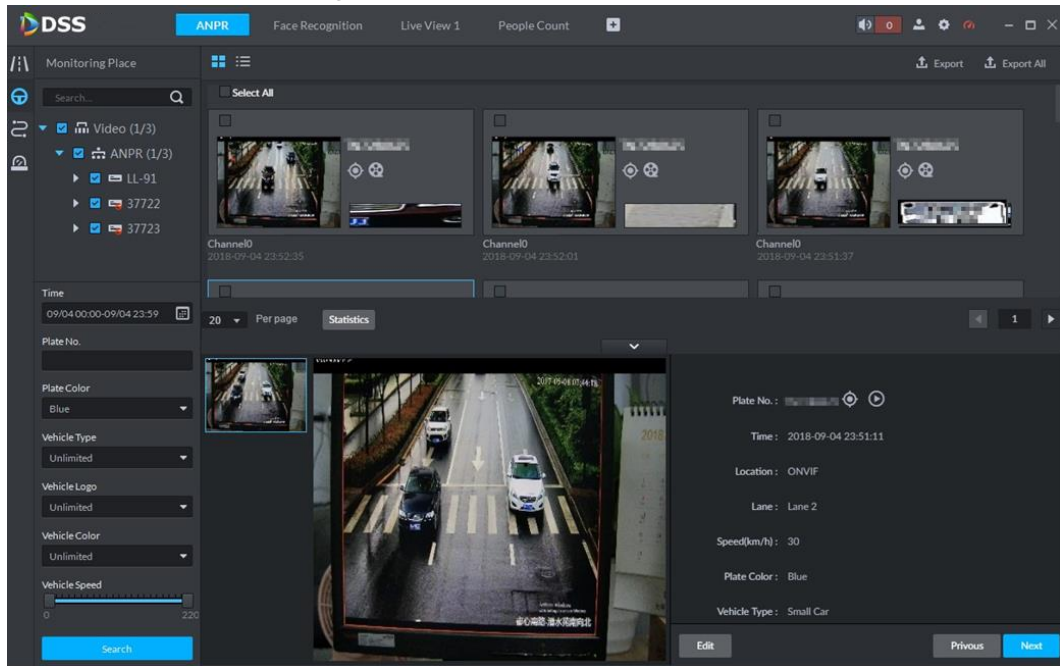 DSS
ANPR
Face Recognition
Live View 1
People Count
0
Monitoring Place
Export
Export All
Search...
Select All
Video (1/3)
ANPR (1/3)
LL-91
37722
37723
Channel0
2018-09-04 23:52:35
Channel0
2018-09-04 23:52:01
Channel0
2018-09-04 23:51:37
Time
09/04 00:00-09/04 23:59
20
Per page
Statistics
1
Plate No.
Plate Color
Blue
Vehicle Type
Unlimited
Vehicle Logo
Unlimited
Vehicle Color
Unlimited
Vehicle Speed
0
220
Search
2018
Plate No. :
Time : 2018-09-04 23:51:11
Location : ONVIF
Lane : Lane 2
Speed(km/h) : 30
Plate Color : Blue
Vehicle Type : Small Car
Edit
Privous
Next